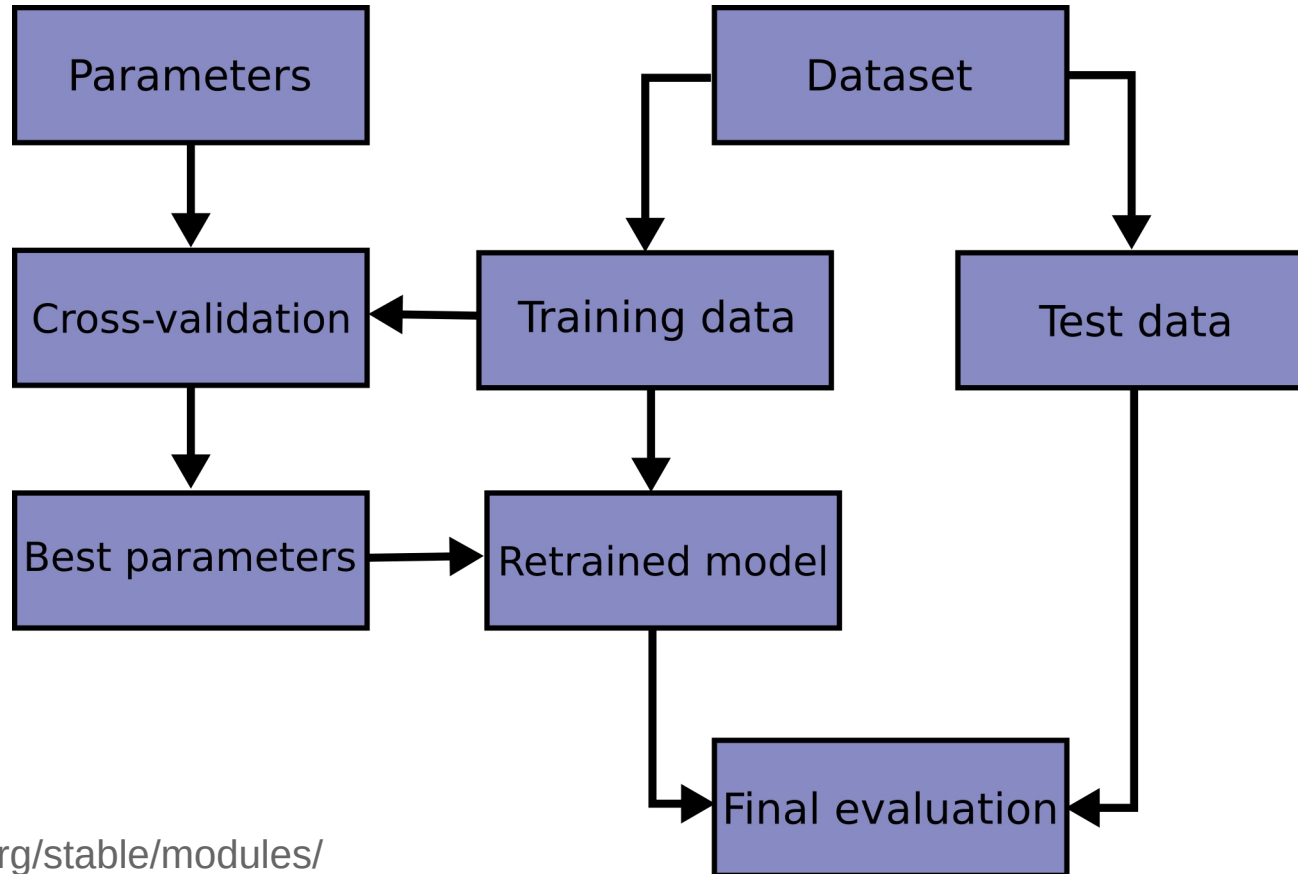 Parameters
Dataset
Cross-validation
Training data
Test data
Best parameters
Retrained model
Final evaluation
rg/stable/modules/